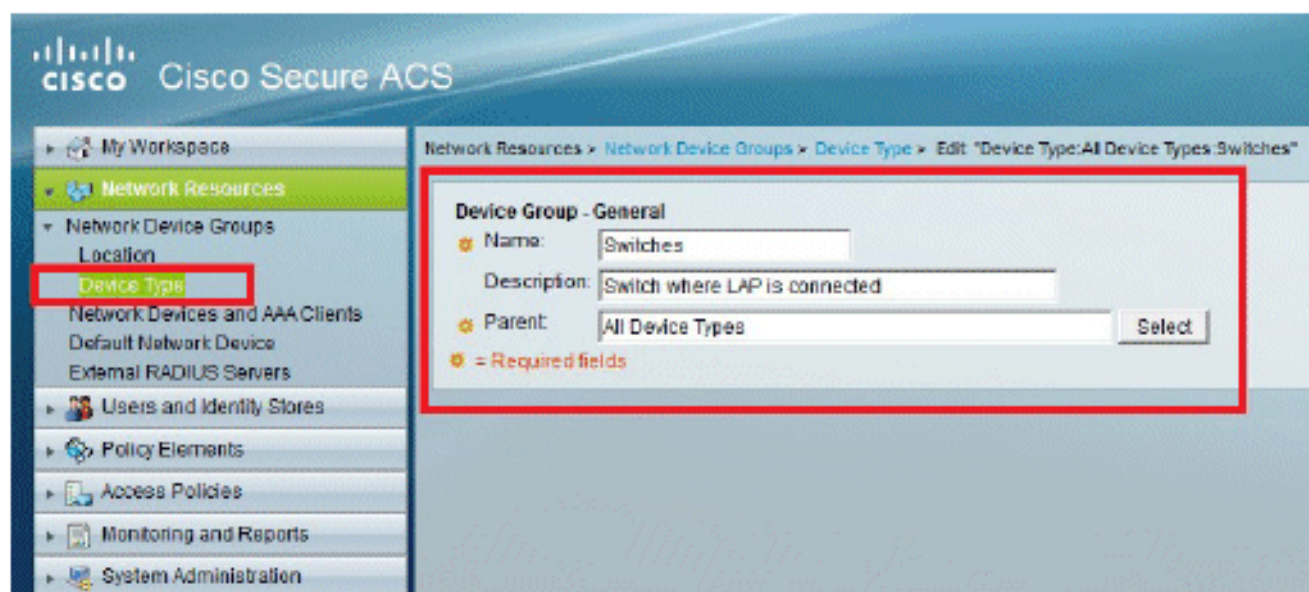 CISCO Cisco Secure ACS
My Workspace
Network Resources
Network Device Groups
Location
Device Type
Network Devices and AAA Clients
Default Network Device
External RADIUS Servers
Users and Identity Stores
Policy Elements
Access Policies
Monitoring and Reports
System Administration
Network Resources > Network Device Groups > Device Type > Edit "Device Type:All Device Types:Switches"
Device Group - General
Name: Switches
Description: Switch where LAP is connected
Parent: All Device Types Select
= Required fields